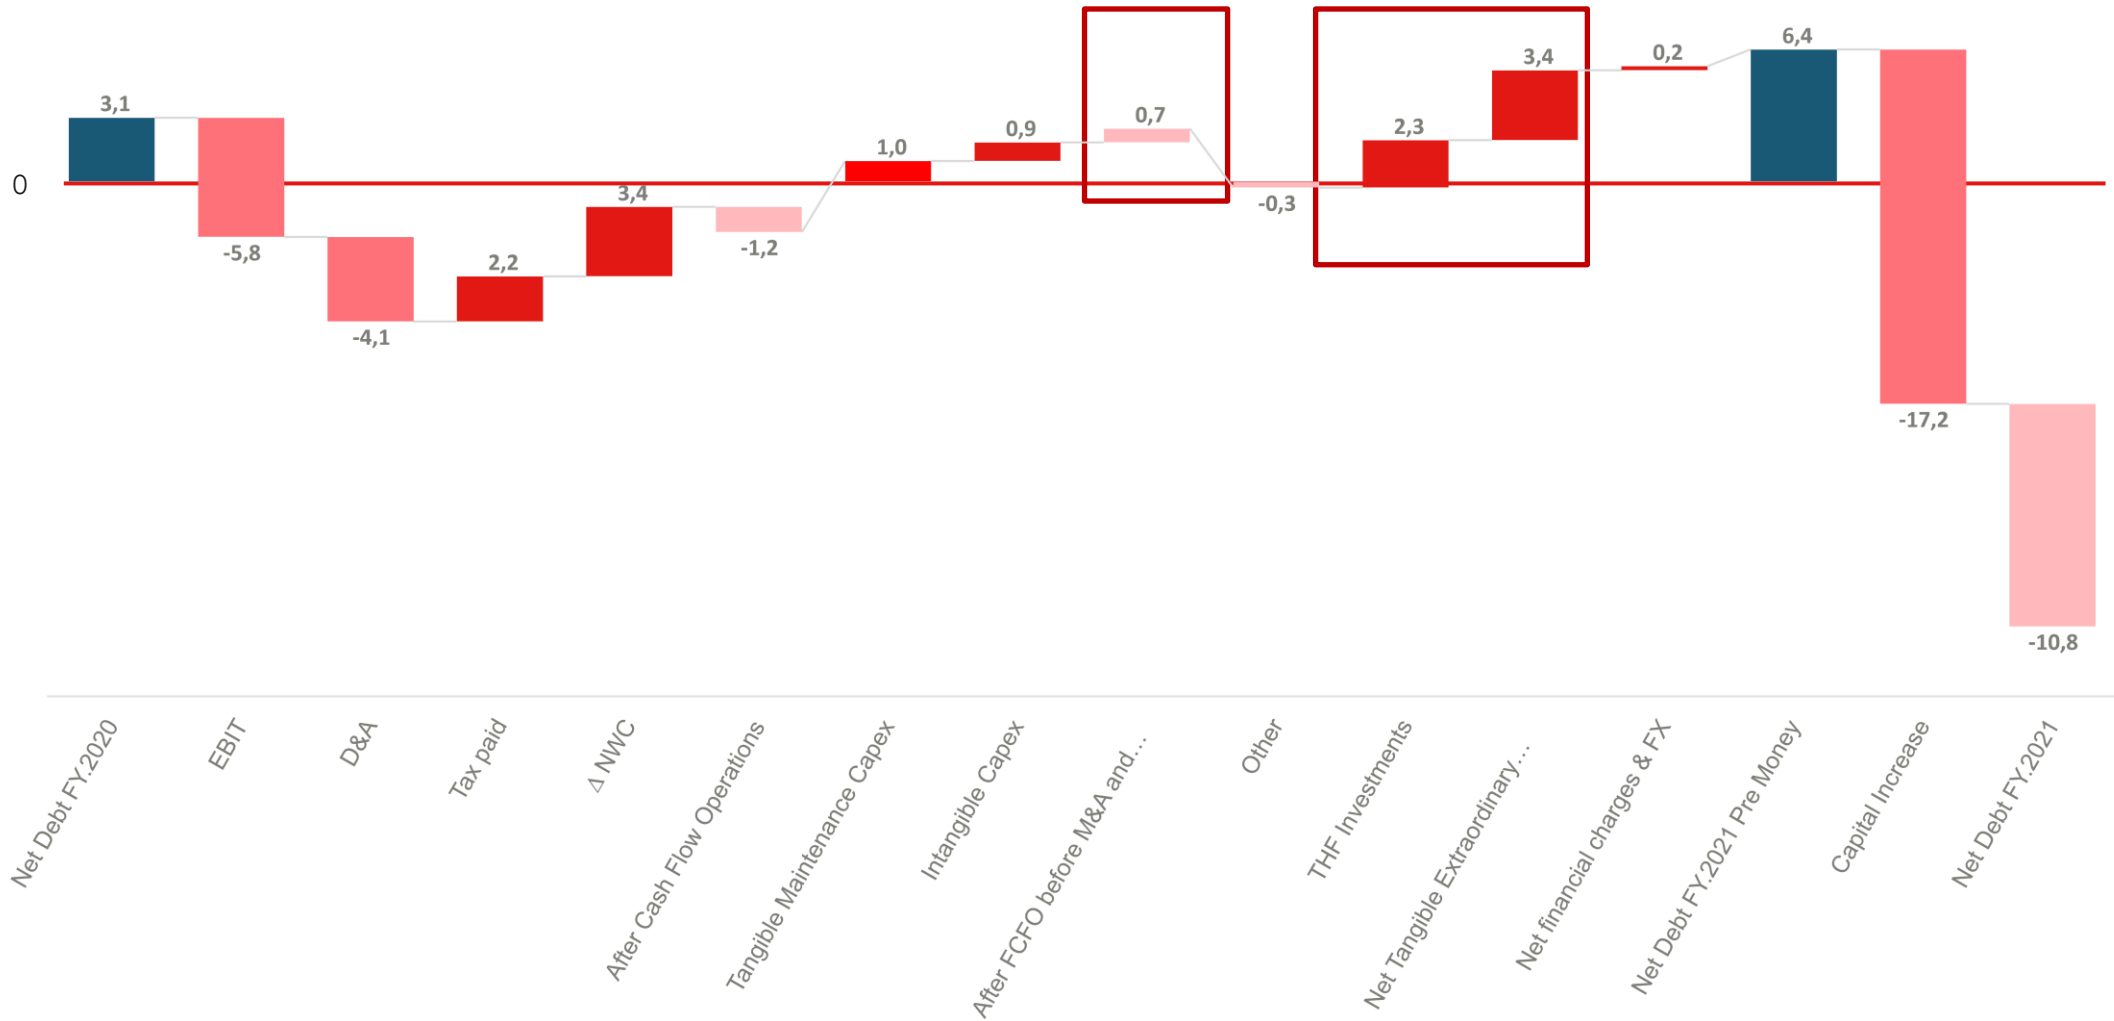 3,1
-5,8
-4,1
2,2
3,4
-1,2
1,0
0,9
0,7
-0,3
2,3
3,4
0,2
6,4
-17,2
-10,8
0
Net Debt FY.2020
EBIT
D&A
Tax paid
Δ NWC
After Cash Flow Operations
Tangible Maintenance Capex
Intangible Capex
After FCFO before M&A and…
Other
THF Investments
Net Tangible Extraordinary…
Net financial charges & FX
Net Debt FY.2021 Pre Money
Capital Increase
Net Debt FY.2021